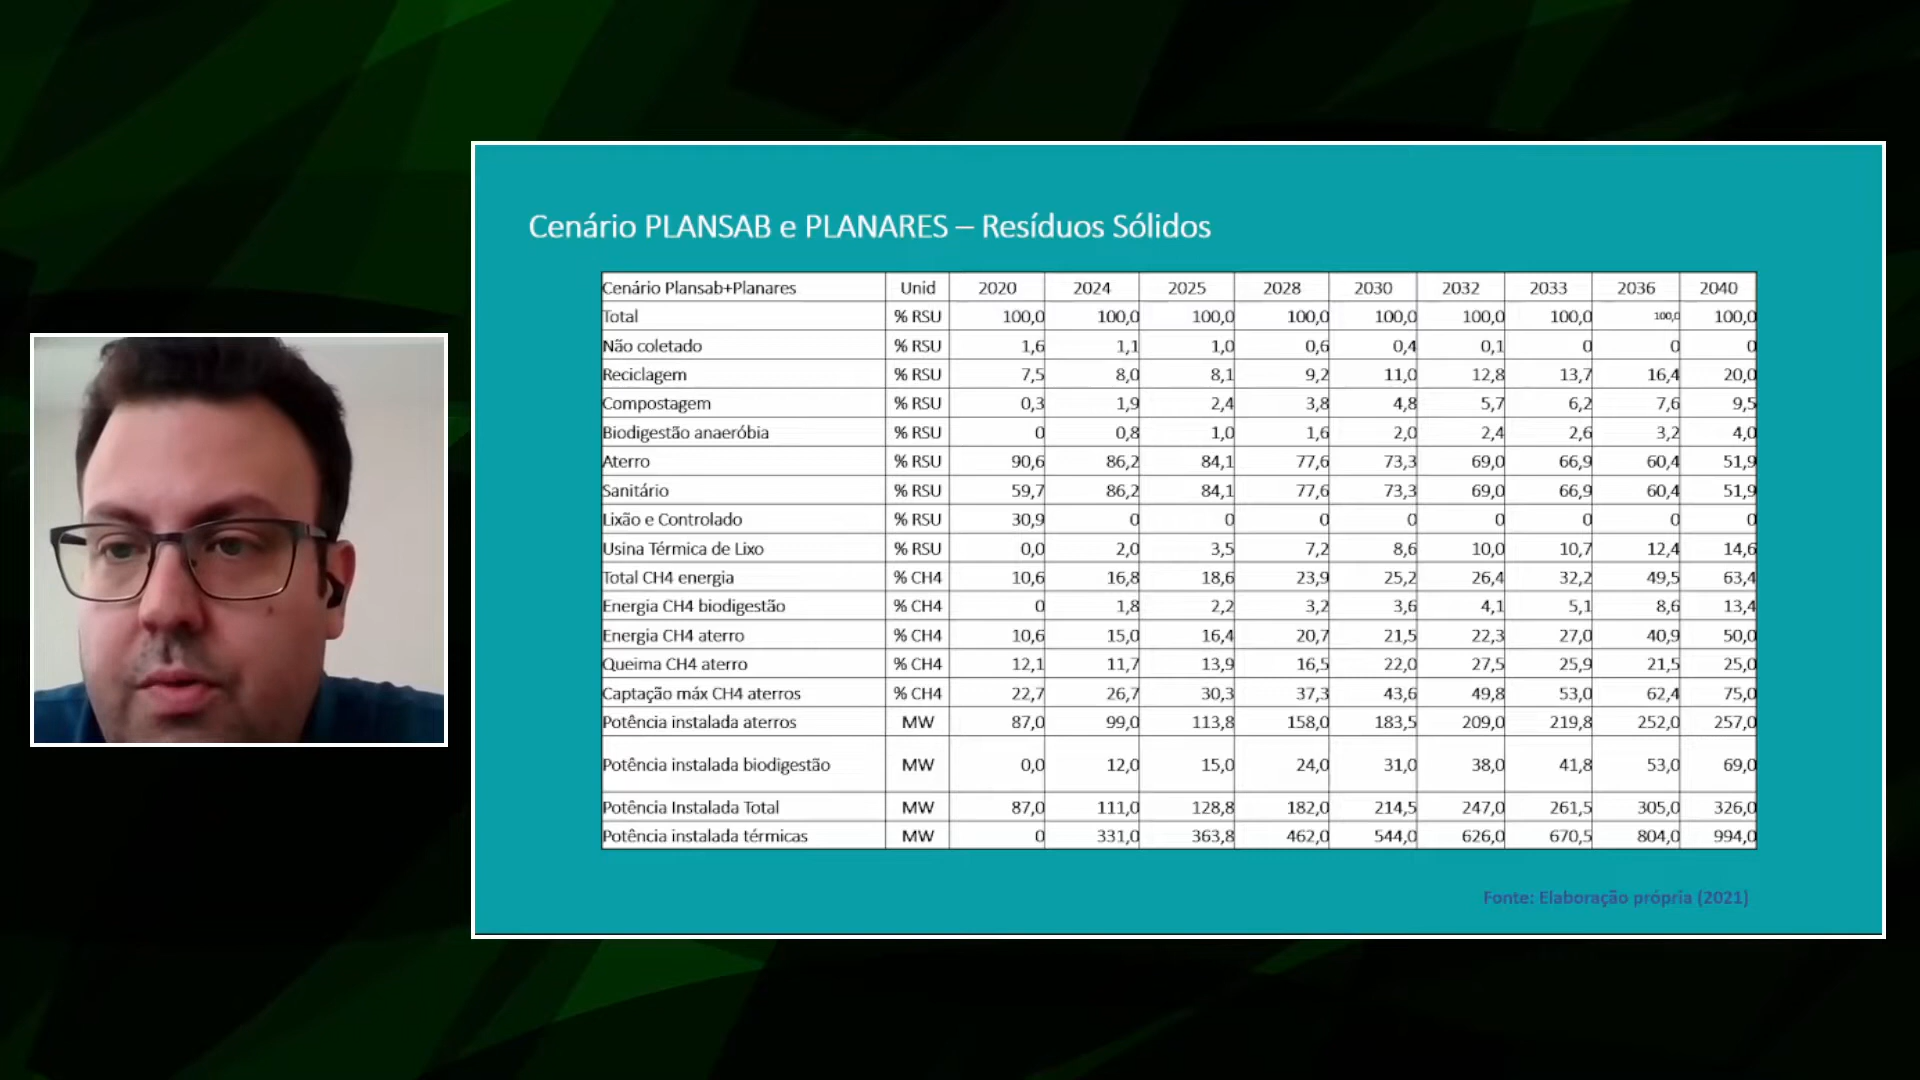 Cenário PLANSAB e PLANARES – Resíduos Sólidos
Cenário Plansab+Planares Unid 2020 2024 2025 2028 2030 2032 2033 2036 2040
Total % RSU 100,0 100,0 100,0 100,0 100,0 100,0 100,0 100,0 100,0
Não coletado % RSU 1,6 1,1 1,0 0,6 0,4 0,1 0 0 0
Reciclagem % RSU 7,5 8,0 8,1 9,2 11,0 12,8 13,7 16,4 20,0
Compostagem % RSU 0,3 1,9 2,4 3,8 4,8 5,7 6,2 7,6 9,5
Biodigestão anaeróbia % RSU 0 0,8 1,0 1,6 2,0 2,4 2,6 3,2 4,0
Aterro % RSU 90,6 86,2 84,1 77,6 73,3 69,0 66,9 60,4 51,9
Sanitário % RSU 59,7 86,2 84,1 77,6 73,3 69,0 66,9 60,4 51,9
Lixão e Controlado % RSU 30,9 0 0 0 0 0 0 0 0
Usina Térmica de Lixo % RSU 0,0 2,0 3,5 7,2 8,6 10,0 10,7 12,4 14,6
Total CH4 energia % CH4 10,6 16,8 18,6 23,9 25,2 26,4 32,2 49,5 63,4
Energia CH4 biodigestão % CH4 0 1,8 2,2 3,2 3,6 4,1 5,1 8,6 13,4
Energia CH4 aterro % CH4 10,6 15,0 16,4 20,7 21,5 22,3 27,0 40,9 50,0
Queima CH4 aterro % CH4 12,1 11,7 13,9 16,5 22,0 27,5 25,9 21,5 25,0
Captação máx CH4 aterros % CH4 22,7 26,7 30,3 37,3 43,6 49,8 53,0 62,4 75,0
Potência instalada aterros MW 87,0 99,0 113,8 158,0 183,5 209,0 219,8 252,0 257,0
Potência instalada biodigestão MW 0,0 12,0 15,0 24,0 31,0 38,0 41,8 53,0 69,0
Potência Instalada Total MW 87,0 111,0 128,8 182,0 214,5 247,0 261,5 305,0 326,0
Potência instalada térmicas MW 0 331,0 363,8 462,0 544,0 626,0 670,5 804,0 994,0
Fonte: Elaboração própria (2021)